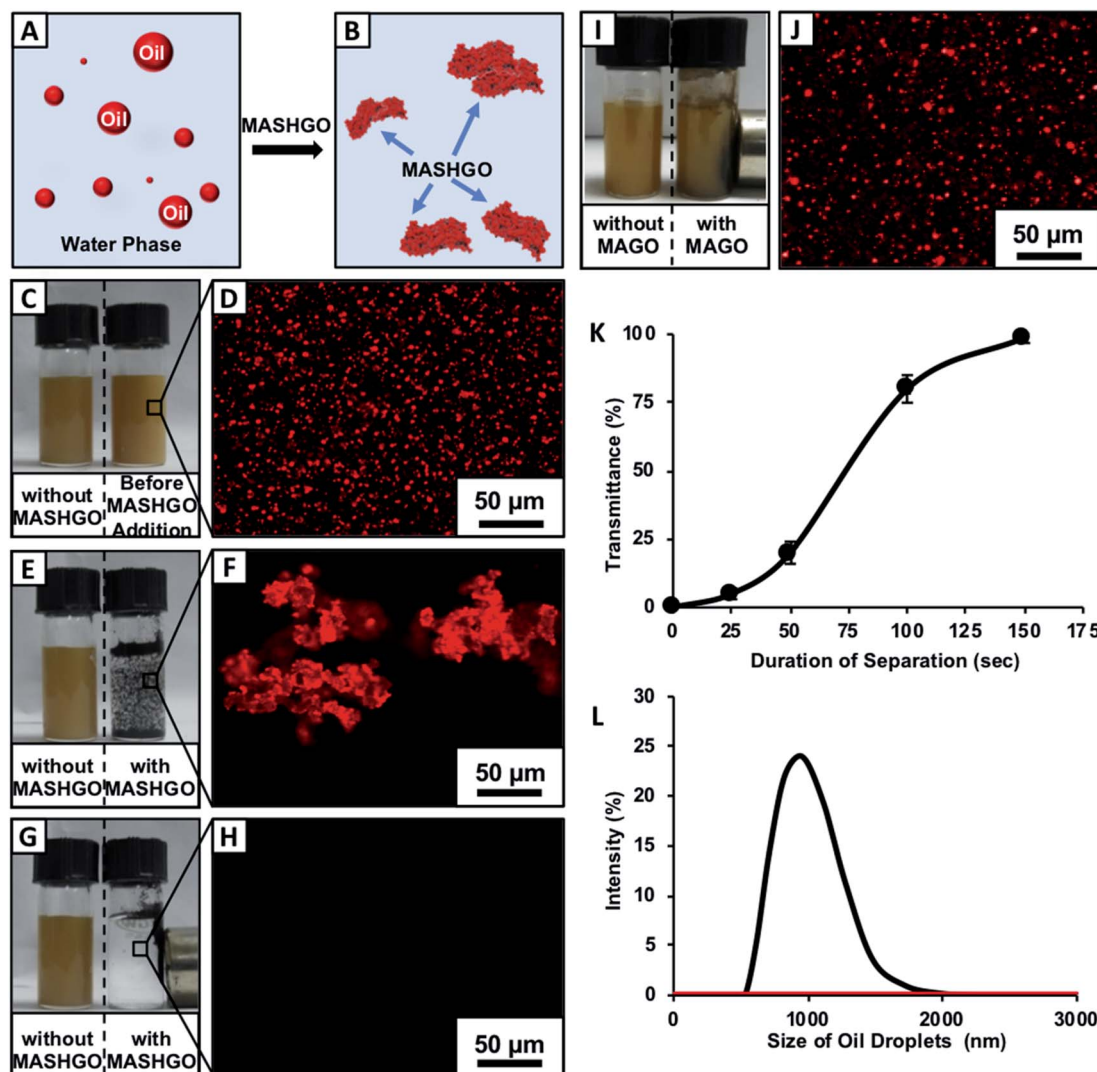 A
Oil
Oil
Oil
Water Phase
MASHGO
B
MASHGO
C
without
MASHGO
Before
MASHGO
Addition
D
50 µm
E
without
MASHGO
with
MASHGO
F
50 µm
G
without
MASHGO
with
MASHGO
H
50 µm
I
without
MAGO
with
MAGO
J
50 µm
K
Transmittance (%)
100
75
50
25
0
0 25 50 75 100 125 150 175
Duration of Separation (sec)
L
Intensity (%)
30
25
20
15
10
5
0
0 1000 2000 3000
Size of Oil Droplets (nm)